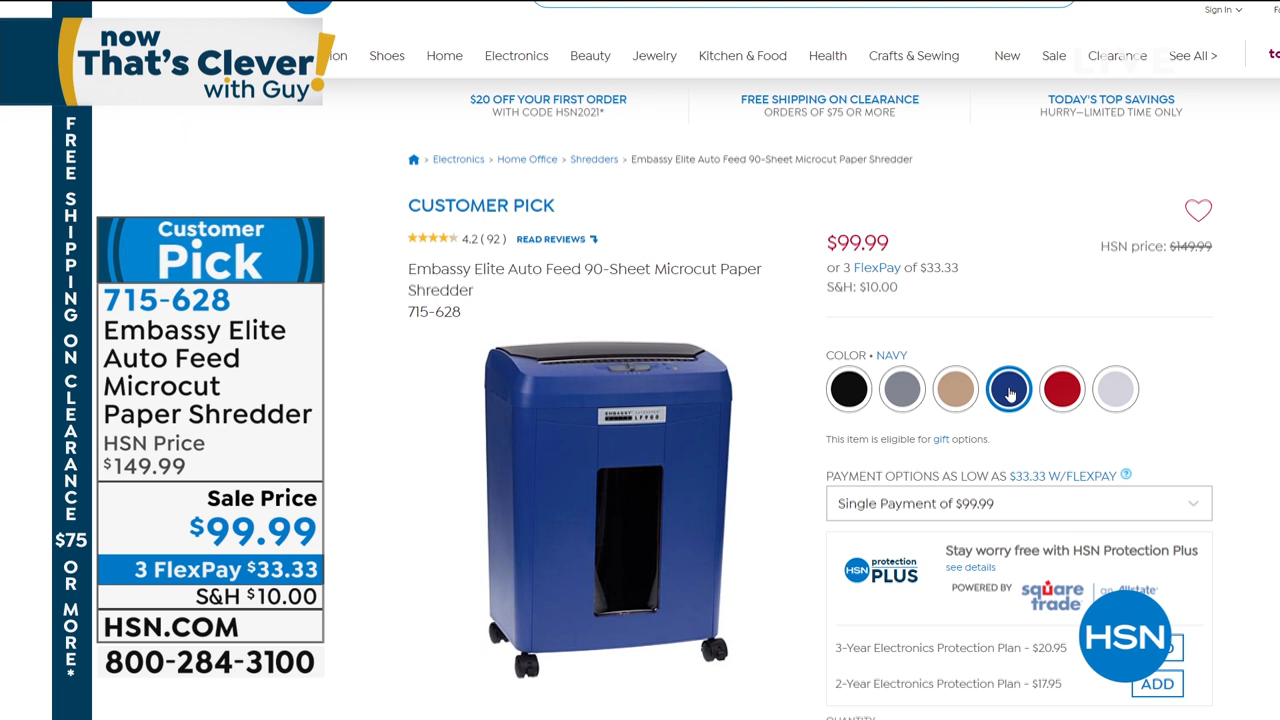 now
That's Clever!
with Guy
FREE SHIPPING ON CLEARANCE $75 OR MORE*
Customer
Pick
715-628
Embassy Elite
Auto Feed
Microcut
Paper Shredder
HSN Price
$149.99
Sale Price
$99.99
3 FlexPay $33.33
S&H $10.00
HSN.COM
800-284-3100
Sign In
Shoes Home Electronics Beauty Jewelry Kitchen & Food Health Crafts & Sewing New Sale Clearance See All >
LIVE
$20 OFF YOUR FIRST ORDER
WITH CODE HSN2021*
FREE SHIPPING ON CLEARANCE
ORDERS OF $75 OR MORE
TODAY'S TOP SAVINGS
HURRY—LIMITED TIME ONLY
> Electronics > Home Office > Shredders > Embassy Elite Auto Feed 90-Sheet Microcut Paper Shredder
CUSTOMER PICK
4.2 ( 92 ) READ REVIEWS
Embassy Elite Auto Feed 90-Sheet Microcut Paper
Shredder
715-628
$99.99
HSN price: $149.99
or 3 FlexPay of $33.33
S&H: $10.00
COLOR • NAVY
This item is eligible for gift options.
PAYMENT OPTIONS AS LOW AS $33.33 W/FLEXPAY ?
Single Payment of $99.99
HSN protection
PLUS
Stay worry free with HSN Protection Plus
see details
POWERED BY square
trade
3-Year Electronics Protection Plan - $20.95
2-Year Electronics Protection Plan - $17.95
ADD
HSN
QUANTITY